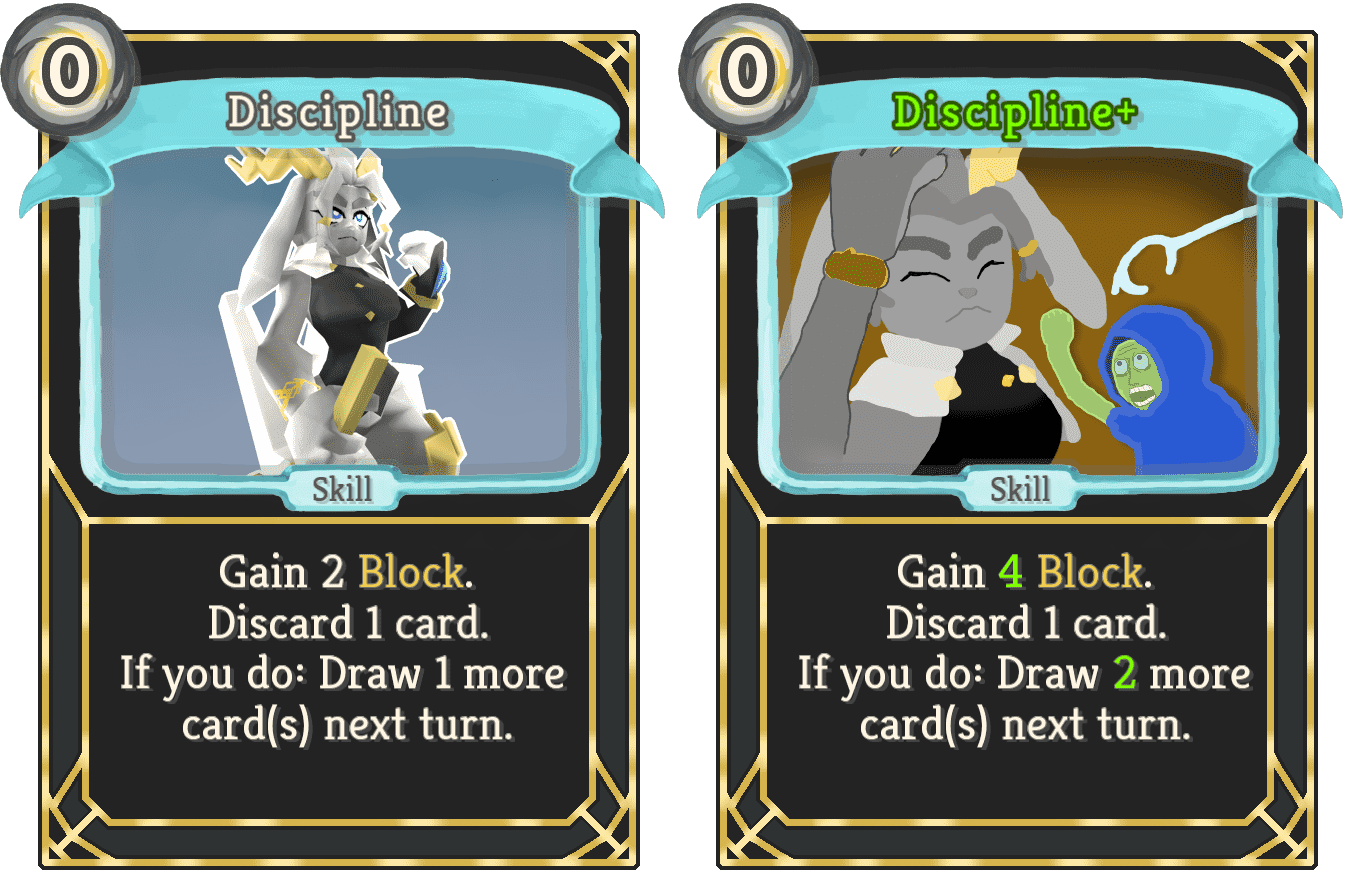 0
Discipline
Skill
Gain 2 Block.
Discard 1 card.
If you do: Draw 1 more
card(s) next turn.
0
Discipline+
Skill
Gain 4 Block.
Discard 1 card.
If you do: Draw 2 more
card(s) next turn.